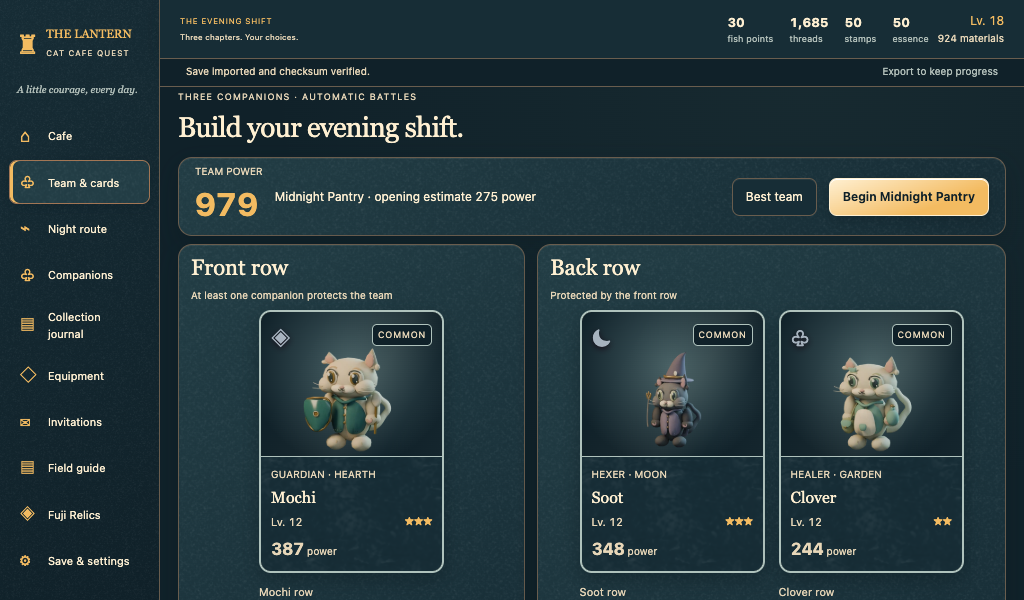 THE LANTERN
CAT CAFE QUEST
A little courage, every day.
Cafe
Team & cards
Night route
Companions
Collection
journal
Equipment
Invitations
Field guide
Fuji Relics
Save & settings
THE EVENING SHIFT
Three chapters. Your choices.
30
fish points
1,685
threads
50
stamps
50
essence
Lv. 18
924 materials
Save imported and checksum verified.
Export to keep progress
THREE COMPANIONS · AUTOMATIC BATTLES
Build your evening shift.
TEAM POWER
979
Midnight Pantry · opening estimate 275 power
Best team
Begin Midnight Pantry
Front row
At least one companion protects the team
COMMON
GUARDIAN · HEARTH
Mochi
Lv. 12
387 power
Mochi row
Back row
Protected by the front row
COMMON
HEXER · MOON
Soot
Lv. 12
348 power
Soot row
COMMON
HEALER · GARDEN
Clover
Lv. 12
244 power
Clover row